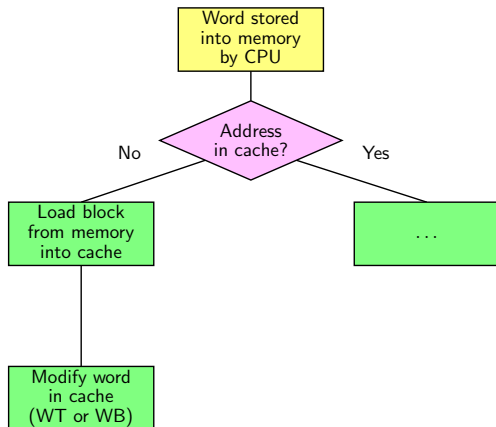 Word stored
into memory
by CPU
Address
in cache?
No
Yes
Load block
from memory
into cache
...
Modify word
in cache
(WT or WB)